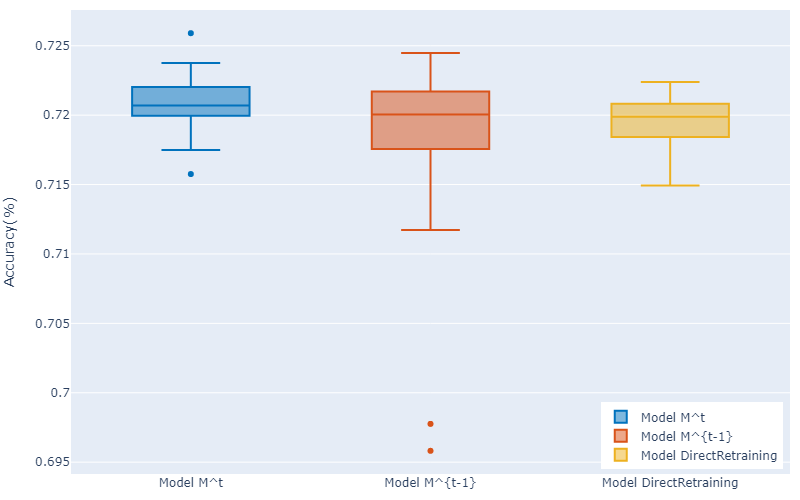 Accuracy(%)
0.725
0.72
0.715
0.71
0.705
0.7
0.695
Model M^t
Model M^{t-1}
Model DirectRetraining
Model M^t
Model M^{t-1}
Model DirectRetraining